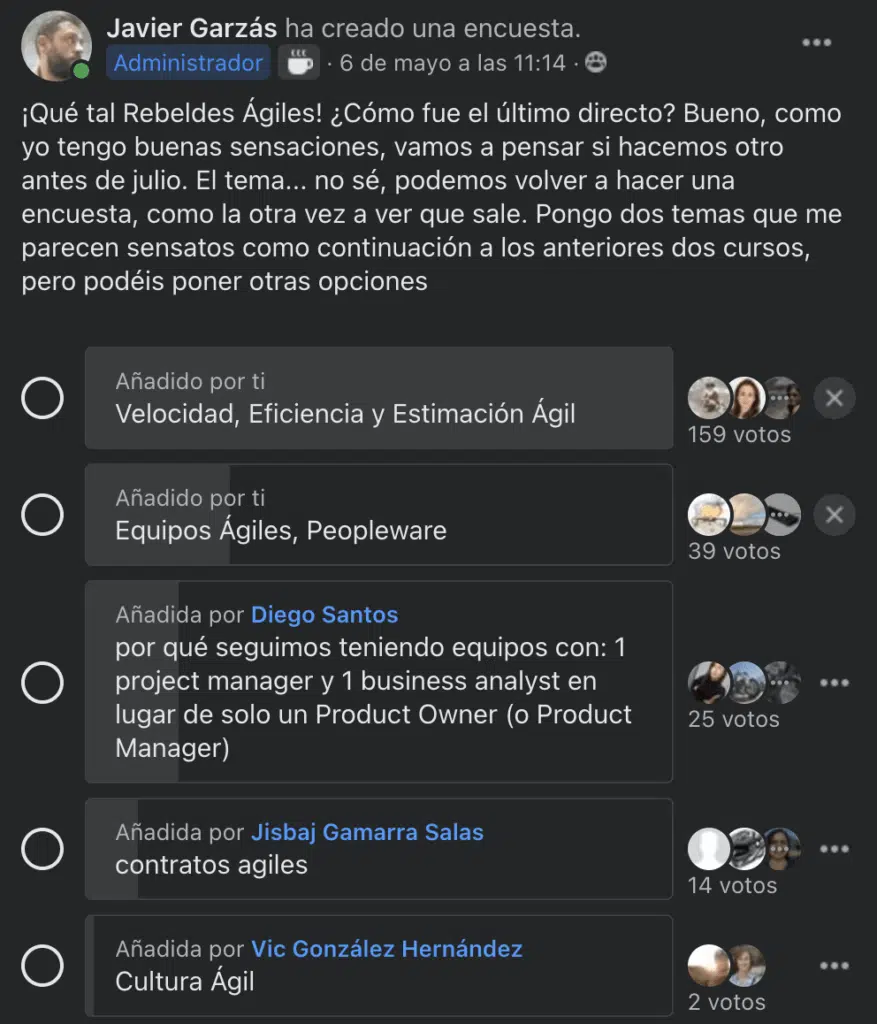 Javier Garzás ha creado una encuesta.
Administrador · 6 de mayo a las 11:14 ·
¡Qué tal Rebeldes Ágiles! ¿Cómo fue el último directo? Bueno, como
yo tengo buenas sensaciones, vamos a pensar si hacemos otro
antes de julio. El tema... no sé, podemos volver a hacer una
encuesta, como la otra vez a ver que sale. Pongo dos temas que me
parecen sensatos como continuación a los anteriores dos cursos,
pero podéis poner otras opciones
Añadido por ti
Velocidad, Eficiencia y Estimación Ágil
159 votos
Añadido por ti
Equipos Ágiles, Peopleware
39 votos
Añadida por Diego Santos
por qué seguimos teniendo equipos con: 1
project manager y 1 business analyst en
lugar de solo un Product Owner (o Product
Manager)
25 votos
Añadida por Jisbaj Gamarra Salas
contratos agiles
14 votos
Añadida por Vic González Hernández
Cultura Ágil
2 votos